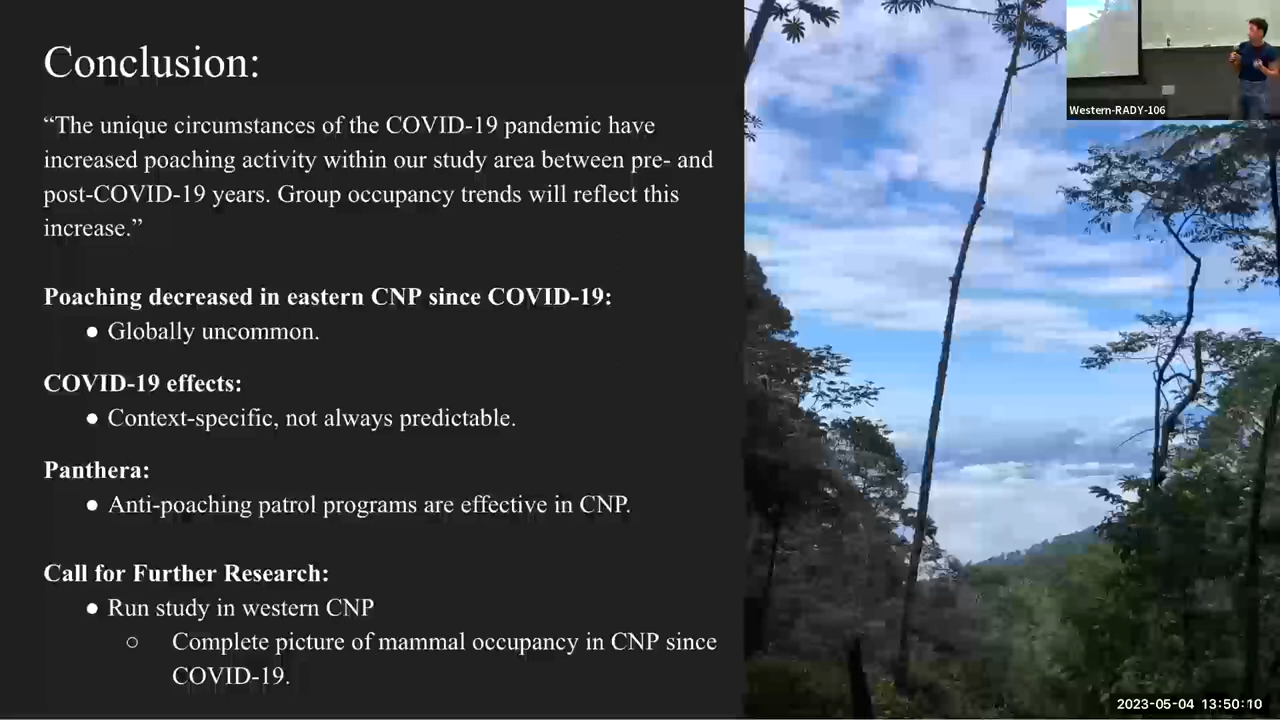 Conclusion:
“The unique circumstances of the COVID-19 pandemic have
increased poaching activity within our study area between pre- and
post-COVID-19 years. Group occupancy trends will reflect this
increase.”
Poaching decreased in eastern CNP since COVID-19:
● Globally uncommon.
COVID-19 effects:
● Context-specific, not always predictable.
Panthera:
● Anti-poaching patrol programs are effective in CNP.
Call for Further Research:
● Run study in western CNP
○ Complete picture of mammal occupancy in CNP since
COVID-19.
Western-RADY-106
2023-05-04 13:50:10